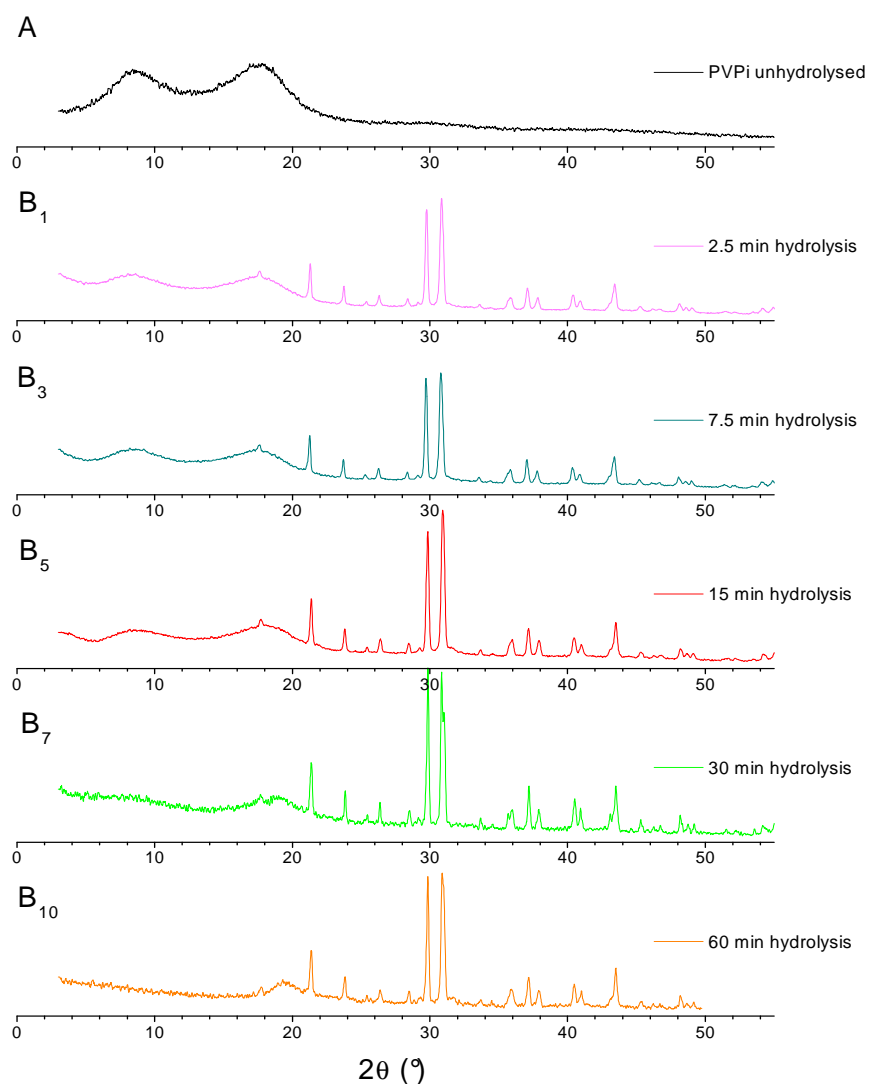 A
PVPi unhydrolysed
0 10 20 30 40 50
B1
2.5 min hydrolysis
0 10 20 30 40 50
B3
7.5 min hydrolysis
0 10 20 30 40 50
B5
15 min hydrolysis
0 10 20 30 40 50
B7
30 min hydrolysis
0 10 20 30 40 50
B10
60 min hydrolysis
0 10 20 30 40 50
2θ (°)